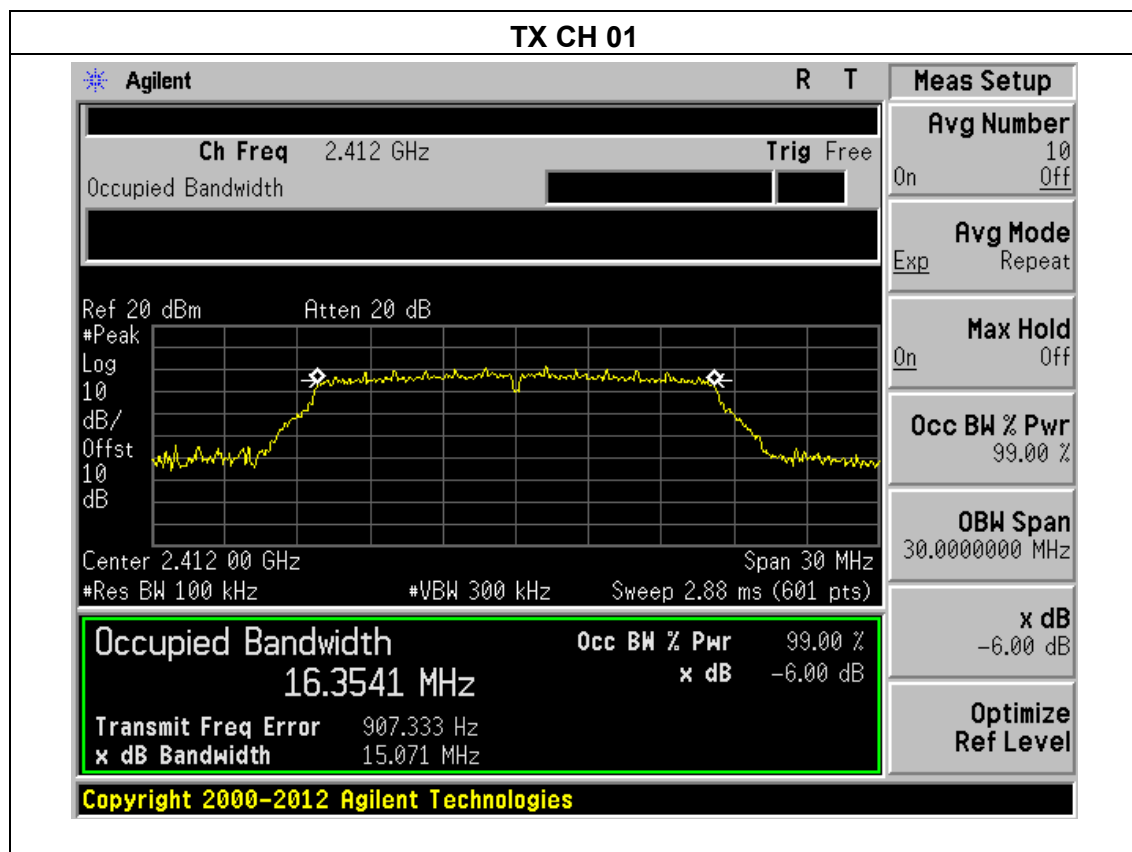 TX CH 01
Agilent R T
Meas Setup
Ch Freq 2.412 GHz Trig Free
Occupied Bandwidth
Avg Number
10
On Off
Avg Mode
Exp Repeat
Max Hold
On Off
Occ BW % Pwr
99.00 %
OBW Span
30.0000000 MHz
x dB
-6.00 dB
Optimize
Ref Level
Ref 20 dBm Atten 20 dB
#Peak
Log
10
dB/
Offst
10
dB
Center 2.412 00 GHz Span 30 MHz
#Res BW 100 kHz #VBW 300 kHz Sweep 2.88 ms (601 pts)
Occupied Bandwidth Occ BW % Pwr 99.00 %
16.3541 MHz x dB -6.00 dB
Transmit Freq Error 907.333 Hz
x dB Bandwidth 15.071 MHz
Copyright 2000-2012 Agilent Technologies